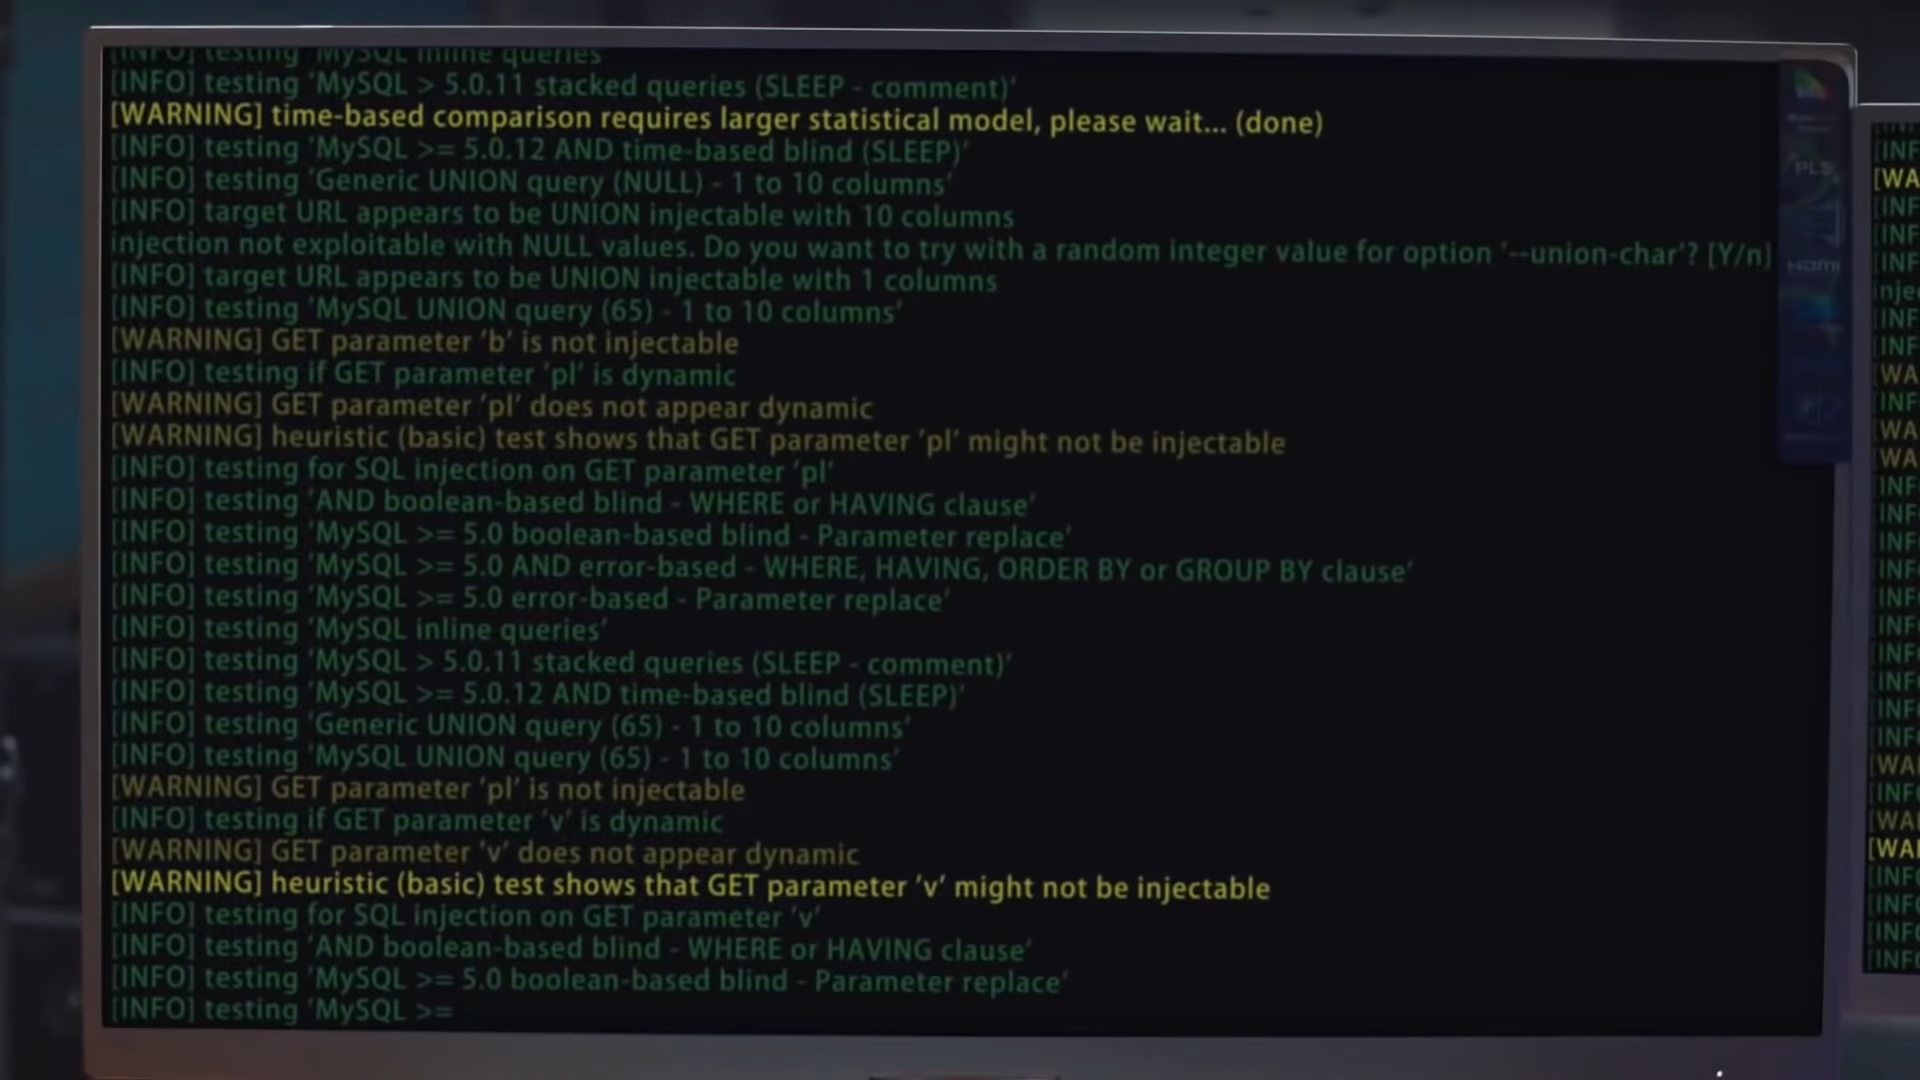 [INFO] testing 'MySQL inline queries
[INFO] testing 'MySQL > 5.0.11 stacked queries (SLEEP - comment)'
[WARNING] time-based comparison requires larger statistical model, please wait... (done)
[INFO] testing 'MySQL >= 5.0.12 AND time-based blind (SLEEP)'
[INFO] testing 'Generic UNION query (NULL) - 1 to 10 columns'
[INFO] target URL appears to be UNION injectable with 10 columns
injection not exploitable with NULL values. Do you want to try with a random integer value for option '--union-char'? [Y/n]
[INFO] target URL appears to be UNION injectable with 1 columns
[INFO] testing 'MySQL UNION query (65) - 1 to 10 columns'
[WARNING] GET parameter 'b' is not injectable
[INFO] testing if GET parameter 'pl' is dynamic
[WARNING] GET parameter 'pl' does not appear dynamic
[WARNING] heuristic (basic) test shows that GET parameter 'pl' might not be injectable
[INFO] testing for SQL injection on GET parameter 'pl'
[INFO] testing 'AND boolean-based blind - WHERE or HAVING clause'
[INFO] testing 'MySQL >= 5.0 boolean-based blind - Parameter replace'
[INFO] testing 'MySQL >= 5.0 AND error-based - WHERE, HAVING, ORDER BY or GROUP BY clause'
[INFO] testing 'MySQL >= 5.0 error-based - Parameter replace'
[INFO] testing 'MySQL inline queries'
[INFO] testing 'MySQL > 5.0.11 stacked queries (SLEEP - comment)'
[INFO] testing 'MySQL >= 5.0.12 AND time-based blind (SLEEP)'
[INFO] testing 'Generic UNION query (65) - 1 to 10 columns'
[INFO] testing 'MySQL UNION query (65) - 1 to 10 columns'
[WARNING] GET parameter 'pl' is not injectable
[INFO] testing if GET parameter 'v' is dynamic
[WARNING] GET parameter 'v' does not appear dynamic
[WARNING] heuristic (basic) test shows that GET parameter 'v' might not be injectable
[INFO] testing for SQL injection on GET parameter 'v'
[INFO] testing 'AND boolean-based blind - WHERE or HAVING clause'
[INFO] testing 'MySQL >= 5.0 boolean-based blind - Parameter replace'
[INFO] testing 'MySQL >=
HDMI